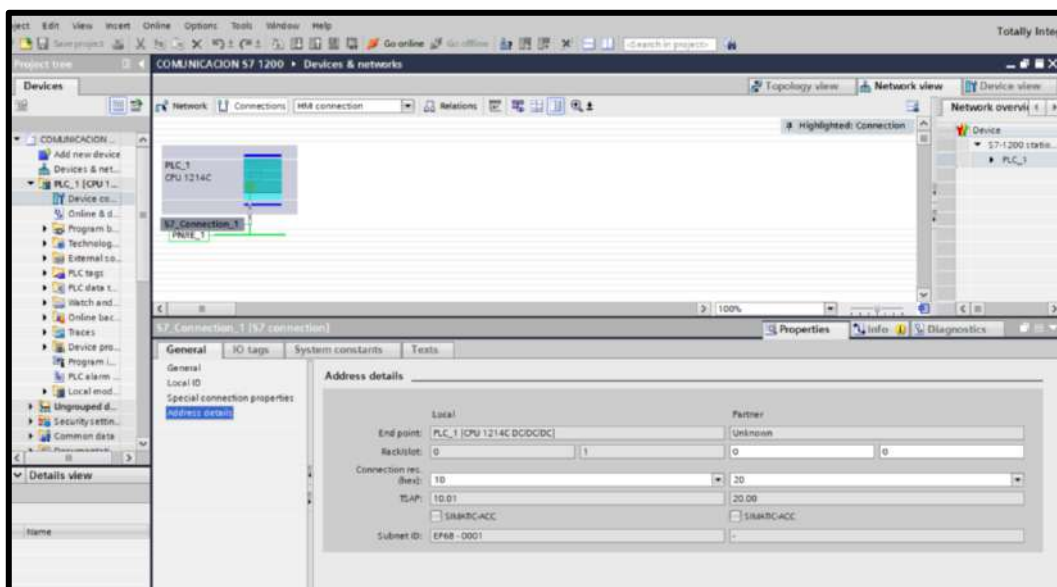 ject Edit View Insert Online Options Tools Window Help
Totally Inte
Save project Go online Go offline <Search in project>
Project tree
COMUNICACION S7 1200 ▸ Devices & networks
Devices
Topology view Network view Device view
Network Connections HMI connection Relations
Network overvi
Highlighted: Connection
Device
S7-1200 statio...
PLC_1
COMUNICACION ...
Add new device
Devices & net...
PLC_1 [CPU 1...
Device co...
Online & d...
Program b...
Technolog...
External so...
PLC tags
PLC data t...
Watch and...
Online bac...
Traces
Device pro...
Program i...
PLC alarm ...
Local mod...
Ungrouped d...
Security settin...
Common data
Details view
Name
PLC_1
CPU 1214C
S7_Connection_1
PN/IE_1
100%
S7_Connection_1 [S7 connection]
Properties Info Diagnostics
General IO tags System constants Texts
General
Local ID
Special connection properties
Address details
Address details
Local Partner
End point: PLC_1 [CPU 1214C DC/DC/DC] Unknown
Rack/slot: 0 1 0 0
Connection res. (hex): 10 20
TSAP: 10.01 20.00
SIMATIC-ACC SIMATIC-ACC
Subnet ID: EF68 - 0001 -